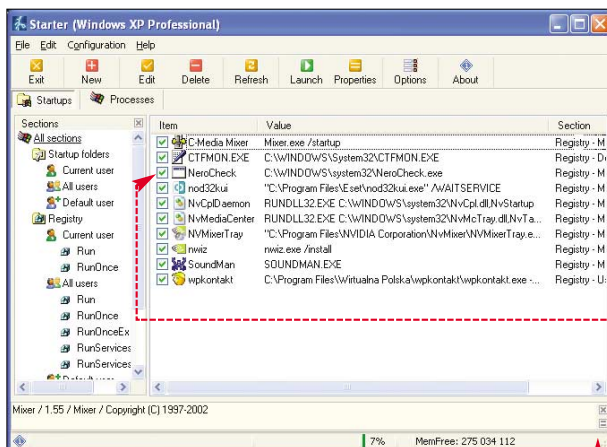 Starter (Windows XP Professional)
File Edit Configuration Help
Exit New Edit Delete Refresh Launch Properties Options About
Startups Processes
Sections
All sections
Startup folders
Current user
All users
Default user
Registry
Current user
Run
RunOnce
All users
Run
RunOnce
RunOnceEx
RunServices
RunServices
Default user
Item Value Section
C-Media Mixer Mixer.exe /startup Registry - M
CTFMON.EXE C:\WINDOWS\System32\CTFMON.EXE Registry - De
NeroCheck C:\WINDOWS\System32\NeroCheck.exe Registry - M
nod32kui "C:\Program Files\Eset\nod32kui.exe" /WAITSERVICE Registry - M
NvCplDaemon RUNDLL32.EXE C:\WINDOWS\system32\NvCpl.dll,NvStartup Registry - M
NvMediaCenter RUNDLL32.EXE C:\WINDOWS\system32\NvMcTray.dll,NvTa... Registry - M
NVMixerTray "C:\Program Files\NVIDIA Corporation\NvMixer\NVMixerTray.e... Registry - M
nwiz nwiz.exe /install Registry - M
SoundMan SOUNDMAN.EXE Registry - M
wpkontakt C:\Program Files\Wirtualna Polska\wpkontakt\wpkontakt.exe -... Registry - Us
Mixer / 1.55 / Mixer / Copyright (C) 1997-2002
7% MemFree: 275 034 112